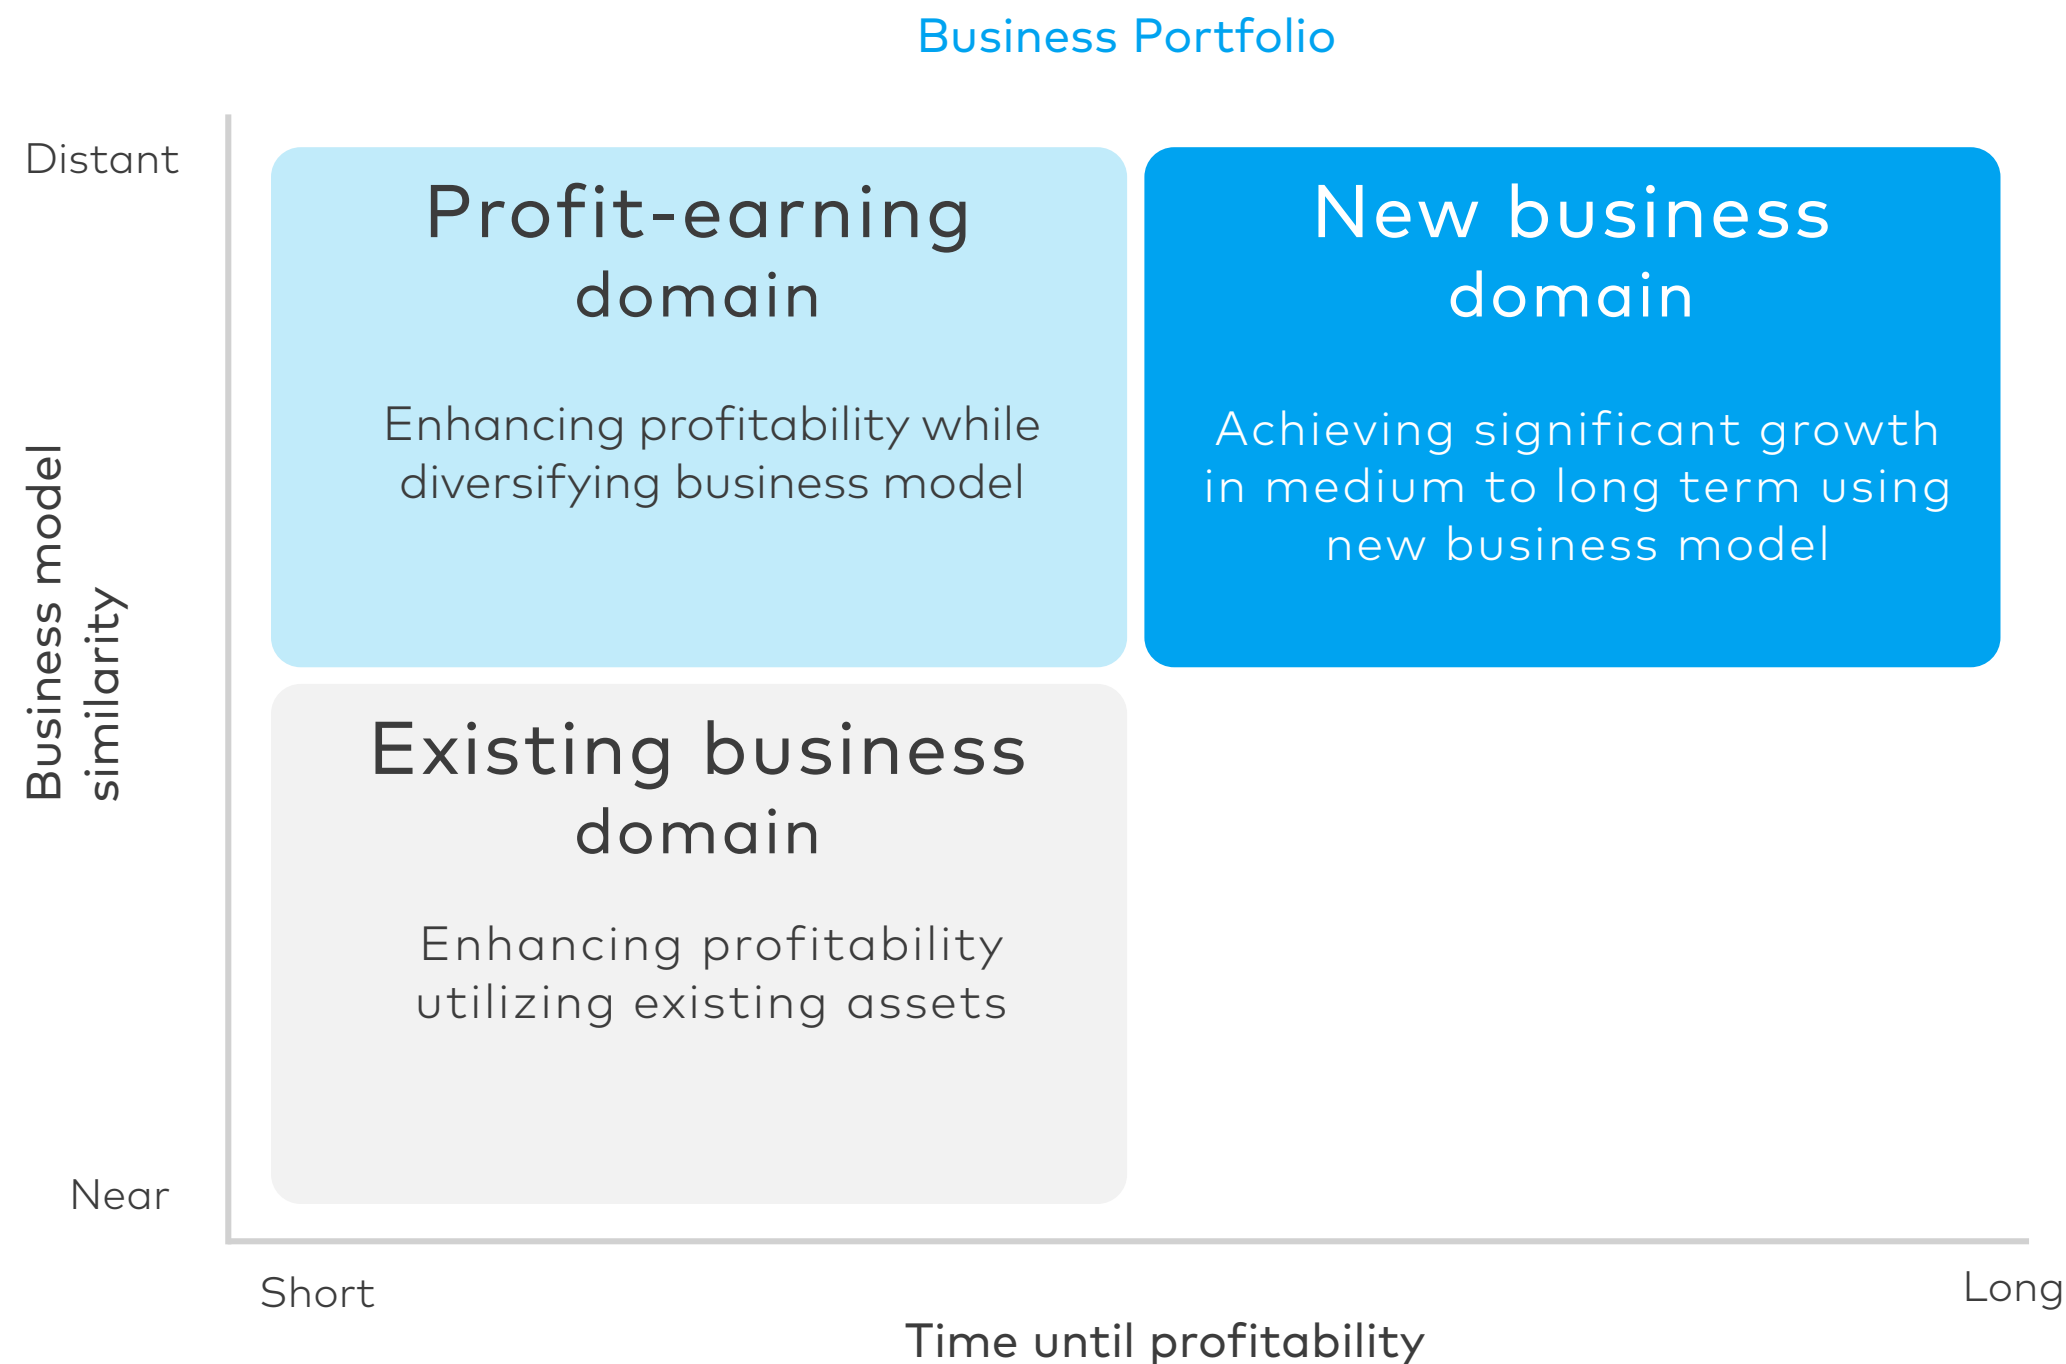 Business Portfolio
Distant
Profit-earning
domain
Enhancing profitability while
diversifying business model
New business
domain
Achieving significant growth
in medium to long term using
new business model
Business model
similarity
Existing business
domain
Enhancing profitability
utilizing existing assets
Near
Short
Long
Time until profitability